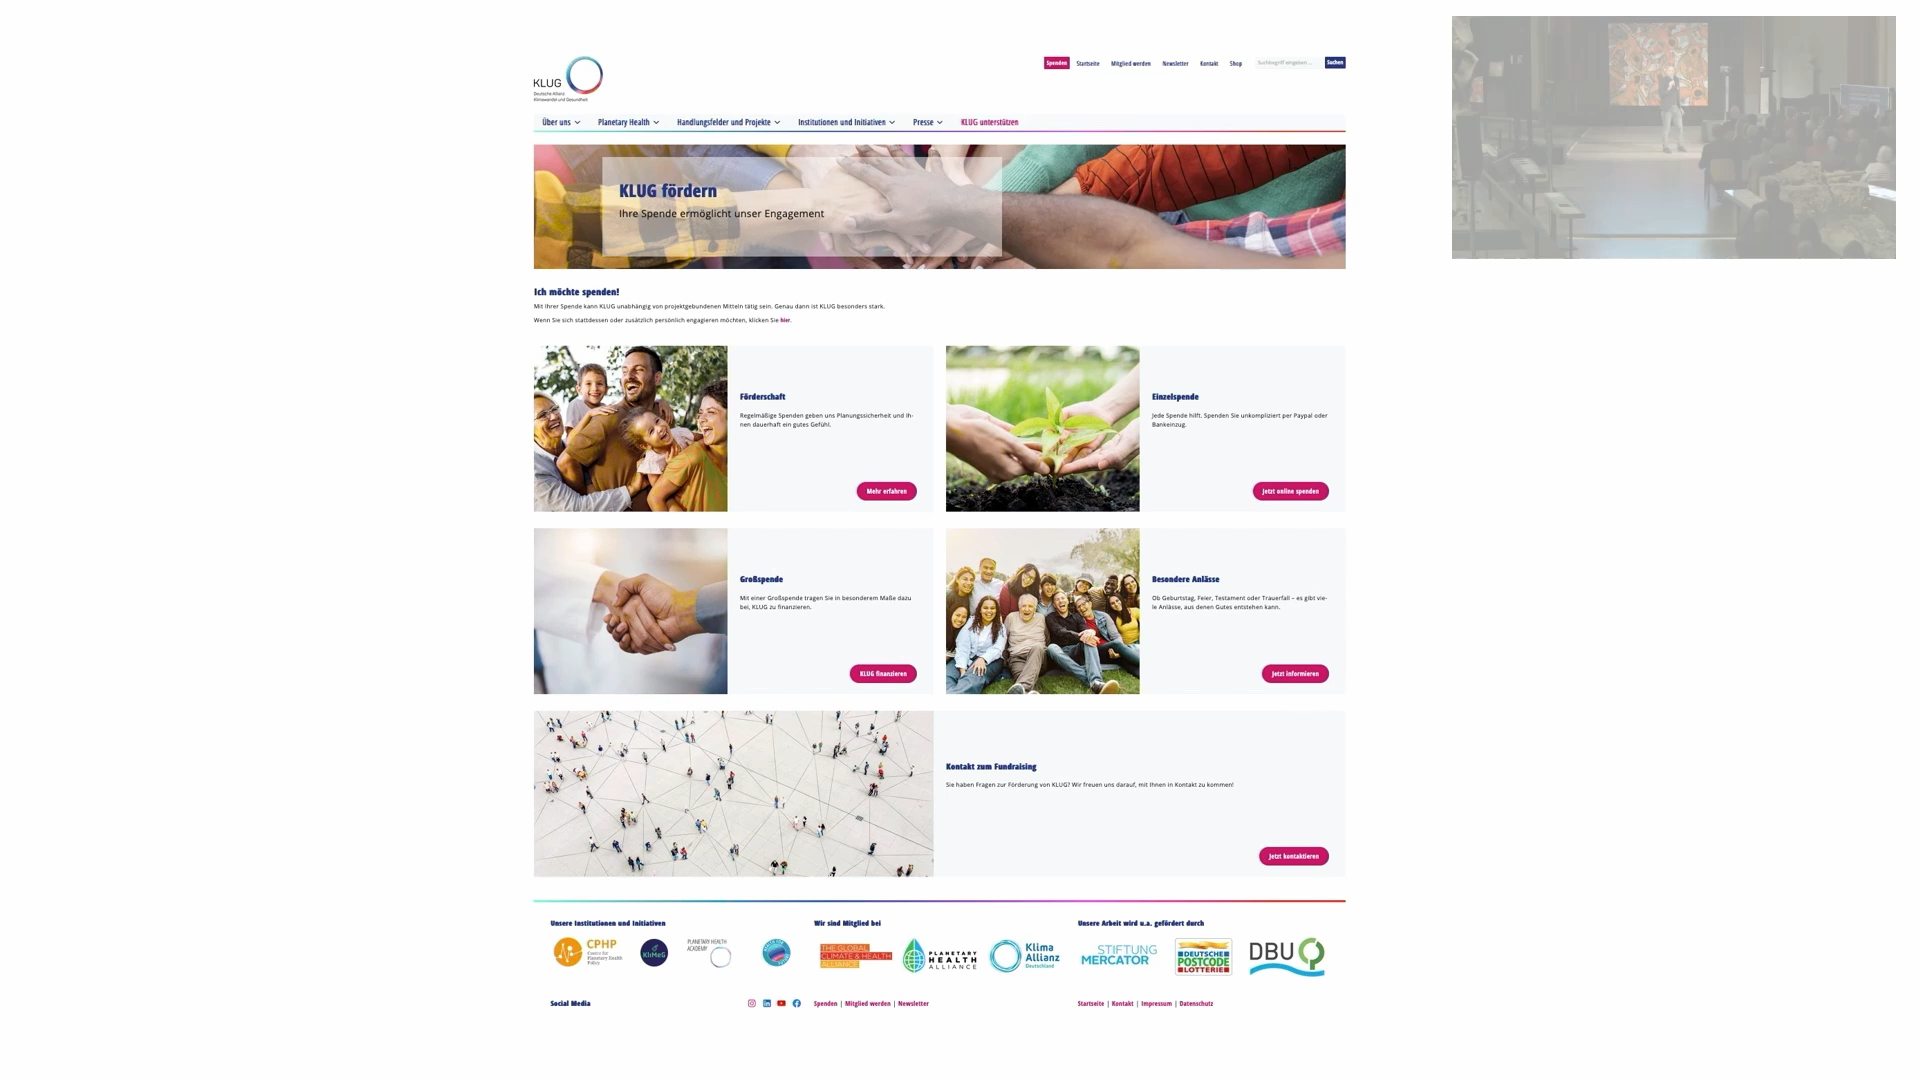 KLUG
Deutsche Allianz
Klimawandel und Gesundheit
Spenden Startseite Mitglied werden Newsletter Kontakt Shop Suchbegriff eingeben ... Suchen
Über uns Planetary Health Handlungsfelder und Projekte Institutionen und Initiativen Presse KLUG unterstützen
KLUG fördern
Ihre Spende ermöglicht unser Engagement
Ich möchte spenden!
Mit Ihrer Spende kann KLUG unabhängig von projektgebundenen Mitteln tätig sein. Genau dann ist KLUG besonders stark.
Wenn Sie sich stattdessen oder zusätzlich persönlich engagieren möchten, klicken Sie hier.
Förderschaft
Regelmäßige Spenden geben uns Planungssicherheit und Ih-
nen dauerhaft ein gutes Gefühl.
Mehr erfahren
Einzelspende
Jede Spende hilft. Spenden Sie unkompliziert per Paypal oder
Bankeinzug.
Jetzt online spenden
Großspende
Mit einer Großspende tragen Sie in besonderem Maße dazu
bei, KLUG zu finanzieren.
KLUG finanzieren
Besondere Anlässe
Ob Geburtstag, Feier, Testament oder Trauerfall – es gibt vie-
le Anlässe, aus denen Gutes entstehen kann.
Jetzt informieren
Kontakt zum Fundraising
Sie haben Fragen zur Förderung von KLUG? Wir freuen uns darauf, mit Ihnen in Kontakt zu kommen!
Jetzt kontaktieren
Unsere Institutionen und Initiativen
CPHP
Centre for
Planetary Health
Policy
KliMeG
PLANETARY HEALTH
ACADEMY
Wir sind Mitglied bei
THE GLOBAL
CLIMATE & HEALTH
ALLIANCE
PLANETARY
HEALTH
ALLIANCE
Klima
Allianz
Deutschland
Unsere Arbeit wird u.a. gefördert durch
STIFTUNG
MERCATOR
DEUTSCHE
POSTCODE
LOTTERIE
DBU
Social Media
Spenden | Mitglied werden | Newsletter
Startseite | Kontakt | Impressum | Datenschutz